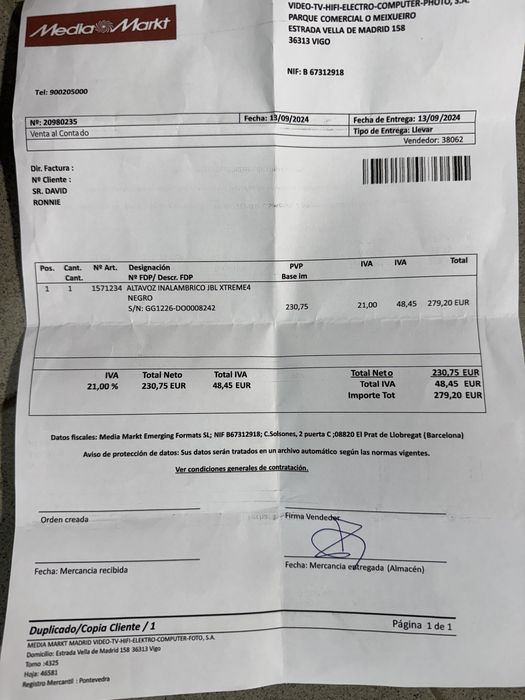 Media Markt
VIDEO-TV-HIFI-ELECTRO-COMPUTER-PHOTO, S.A.
PARQUE COMERCIAL O MEIXUEIRO
ESTRADA VELLA DE MADRID 158
36313 VIGO
NIF: B 67312918
Tel: 900205000
Nº: 20980235
Fecha: 13/09/2024
Fecha de Entrega: 13/09/2024
Venta al Contado
Tipo de Entrega: Llevar
Vendedor: 38062
Dir. Factura :
Nº Cliente :
SR. DAVID
RONNIE
Pos. Cant. Nº Art. Designación PVP IVA IVA Total
Cant. Nº FDP/ Descr. FDP Base im
1 1 1571234 ALTAVOZ INALAMBRICO JBL XTREME4
NEGRO
S/N: GG1226-DO0008242 230,75 21,00 48,45 279,20 EUR
IVA Total Neto Total IVA Total Neto 230,75 EUR
21,00 % 230,75 EUR 48,45 EUR Total IVA 48,45 EUR
Importe Tot 279,20 EUR
Datos fiscales: Media Markt Emerging Formats SL; NIF B67312918; C.Solsones, 2 puerta C ;08820 El Prat de Llobregat (Barcelona)
Aviso de protección de datos: Sus datos serán tratados en un archivo automático según las normas vigentes.
Ver condiciones generales de contratación.
Orden creada
Firma Vendedor
Fecha: Mercancia recibida
Fecha: Mercancia entregada (Almacén)
Duplicado/Copia Cliente / 1
Página 1 de 1
MEDIA MARKT MADRID VIDEO-TV-HIFI-ELEKTRO-COMPUTER-FOTO, S.A.
Domicilio: Estrada Vella de Madrid 158 36313 Vigo
Tomo :4325
Hoja: 46581
Registro Mercantil : Pontevedra